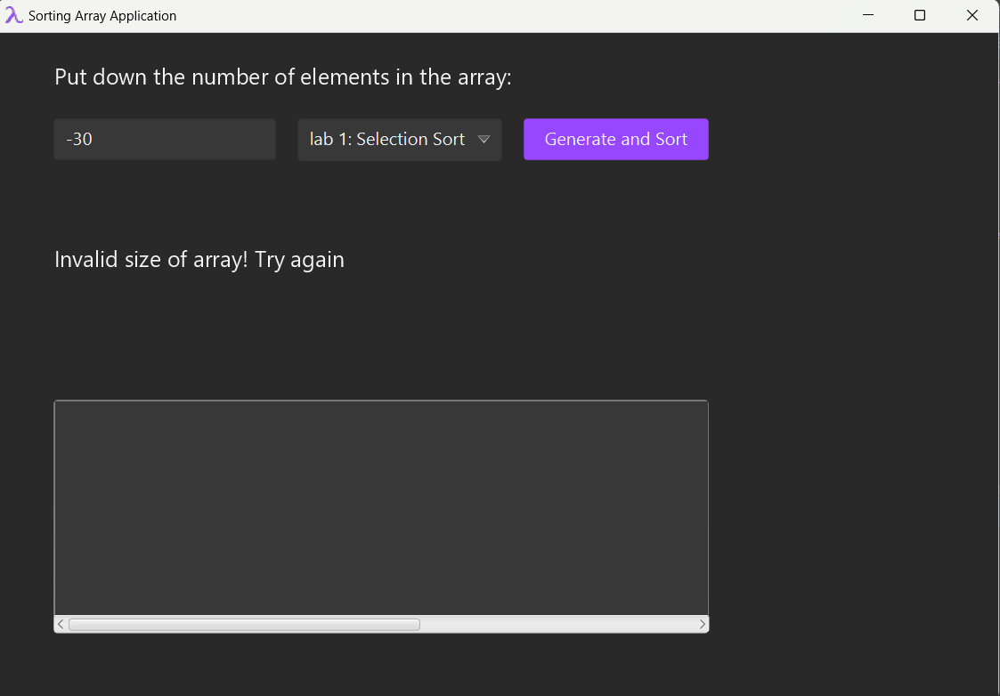 Sorting Array Application
Put down the number of elements in the array:
-30
lab 1: Selection Sort
Generate and Sort
Invalid size of array! Try again